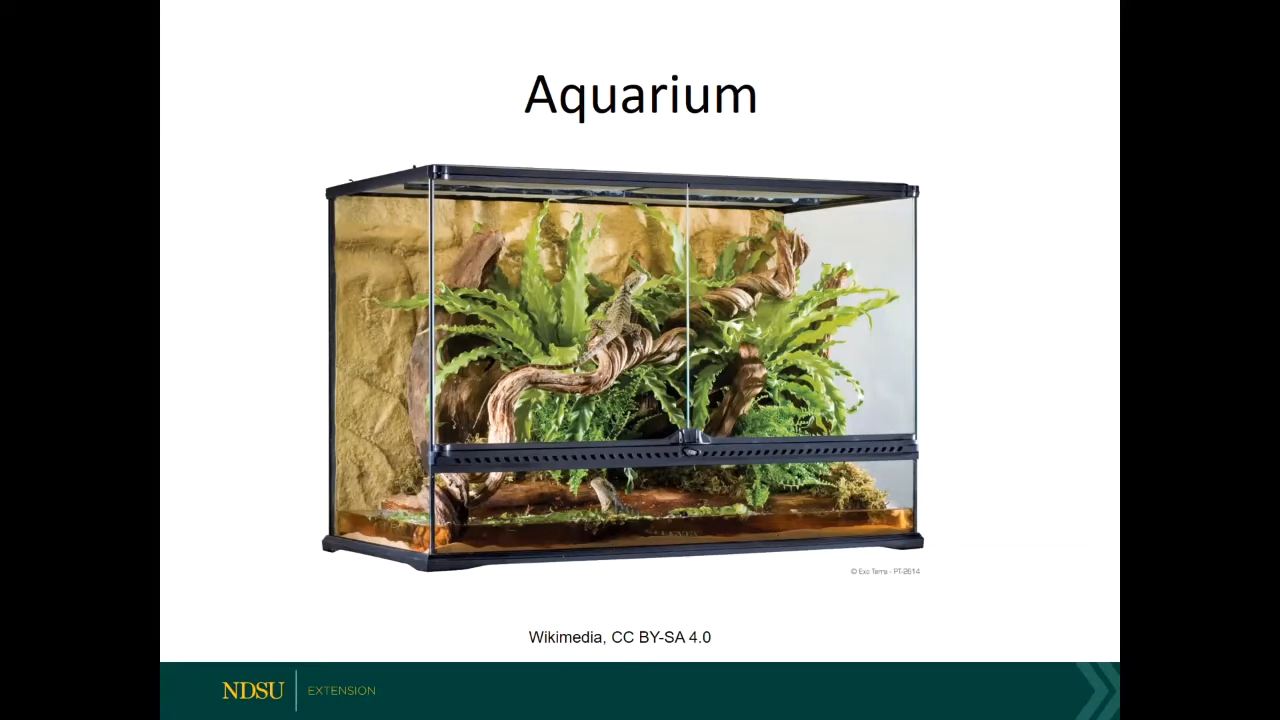 Aquarium
© Exo Terra - PT-2614
Wikimedia, CC BY-SA 4.0
NDSU
EXTENSION